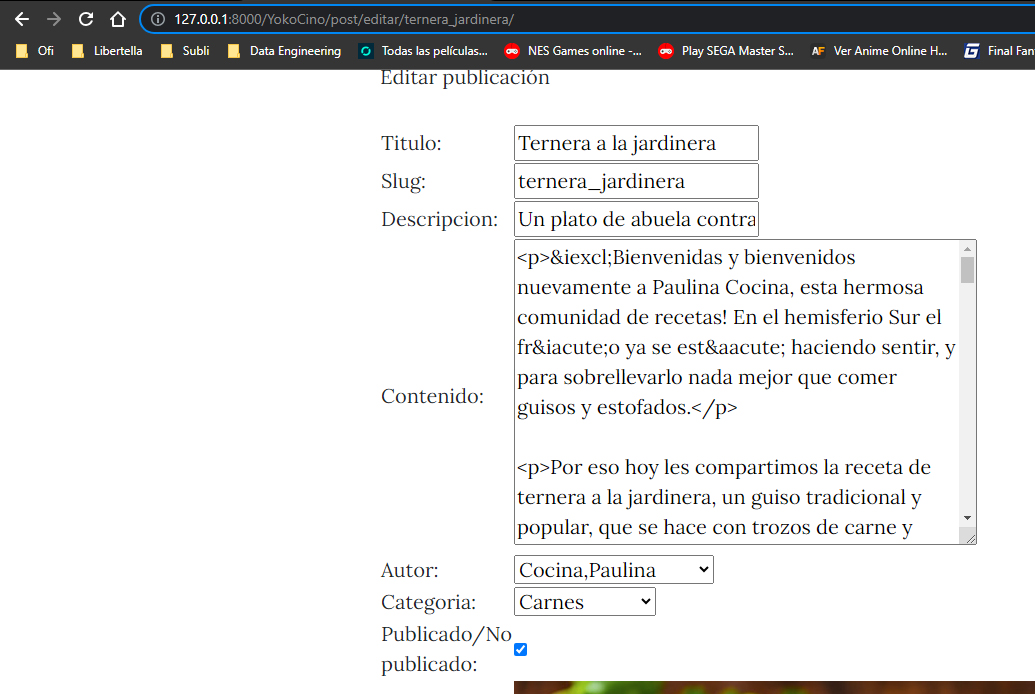 127.0.0.1:8000/YokoCino/post/editar/ternera_jardinera/
Ofi Libertella Subli Data Engineering Todas las películas... NES Games online -... Play SEGA Master S... AF Ver Anime Online H... Final Fan
Editar publicación
Titulo: Ternera a la jardinera
Slug: ternera_jardinera
Descripcion: Un plato de abuela contra
Contenido:
<p>&iexcl;Bienvenidas y bienvenidos
nuevamente a Paulina Cocina, esta hermosa
comunidad de recetas! En el hemisferio Sur el
fr&iacute;o ya se est&aacute; haciendo sentir, y
para sobrellevarlo nada mejor que comer
guisos y estofados.</p>
<p>Por eso hoy les compartimos la receta de
ternera a la jardinera, un guiso tradicional y
popular, que se hace con trozos de carne y
Autor: Cocina,Paulina
Categoria: Carnes
Publicado/No
publicado: